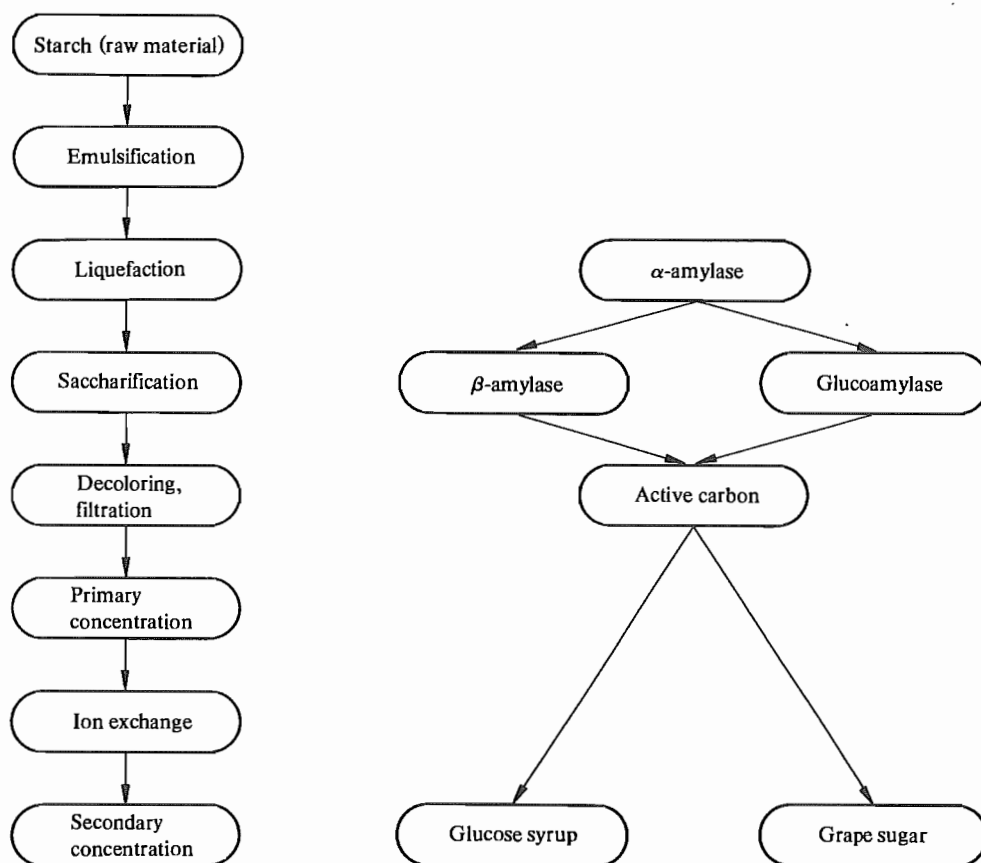 Starch (raw material)
Emulsification
Liquefaction
α-amylase
Saccharification
β-amylase
Glucoamylase
Decoloring,
filtration
Active carbon
Primary
concentration
Ion exchange
Secondary
concentration
Glucose syrup
Grape sugar